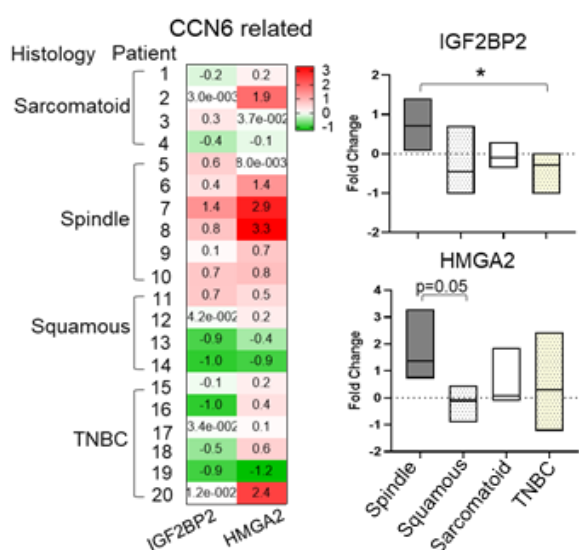 CCN6 related
Histology Patient
Sarcomatoid
Spindle
Squamous
TNBC
1 -0.2 0.2
2 3.0e-003 1.9
3 0.3 3.7e-002
4 -0.4 -0.1
5 0.6 8.0e-003
6 0.4 1.4
7 1.4 2.9
8 0.8 3.3
9 0.1 0.7
10 0.7 0.8
11 0.7 0.5
12 4.2e-002 0.2
13 -0.9 -0.4
14 -1.0 -0.9
15 -0.1 0.2
16 -1.0 0.4
17 3.4e-002 0.1
18 -0.5 0.6
19 -0.9 -1.2
20 1.2e-002 2.4
IGF2BP2 HMGA2
3
2
1
0
-1
IGF2BP2
*
Fold Change
2
1
0
-1
-2
HMGA2
p=0.05
Fold Change
4
3
2
1
0
-1
-2
Spindle
Squamous
Sarcomatoid
TNBC